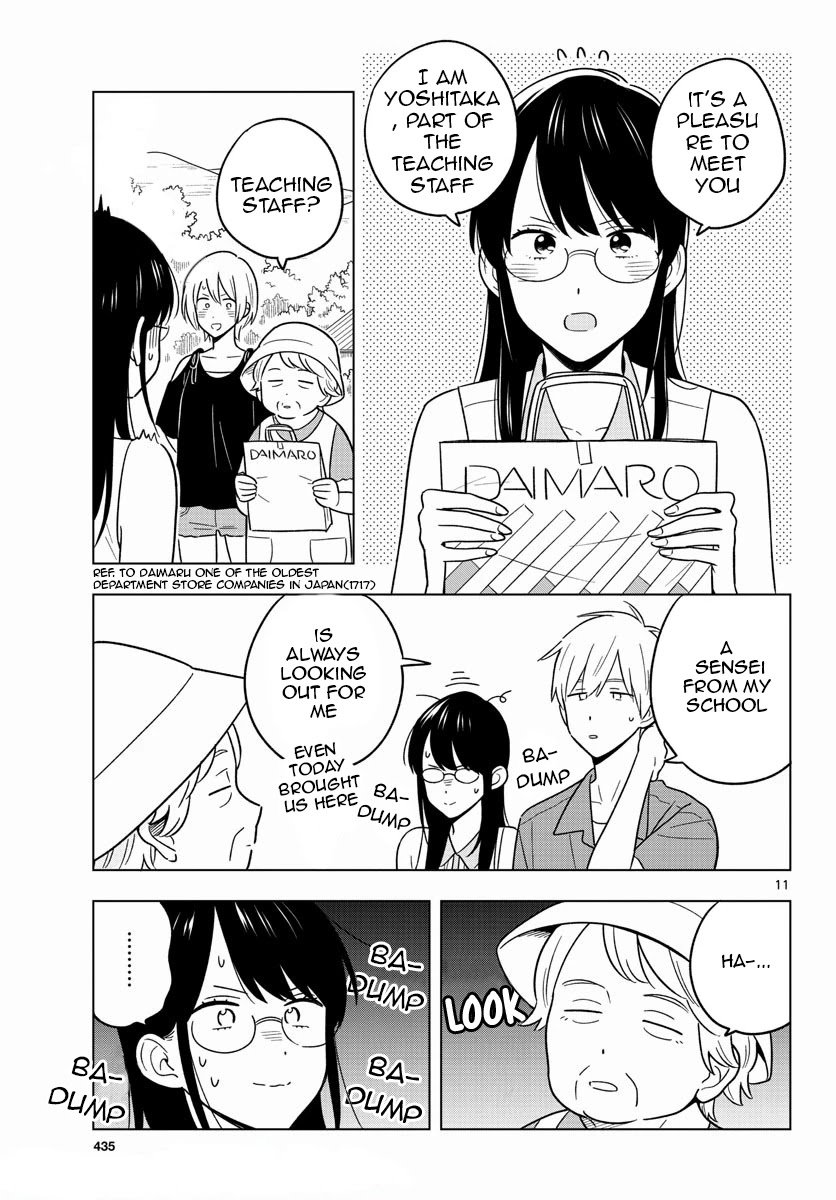 IT'S A
PLEASU
RE TO
MEET
YOU
I AM
YOSHITAKA
, PART OF
THE
TEACHING
STAFF
DAIMARO
TEACHING
STAFF?
DAIMARO
REF. TO DAIMARU ONE OF THE OLDEST
DEPARTMENT STORE COMPANIES IN JAPAN(1717)
A
SENSEI
FROM MY
SCHOOL
IS
ALWAYS
LOOKING
OUT FOR
ME
EVEN
TODAY
BROUGHT
US HERE
BA-
DUMP
BA-
DUMP
11
HA-...
LOOK
.........
BA-
DUMP
BA-
DUMP
BA-
DUMP
435